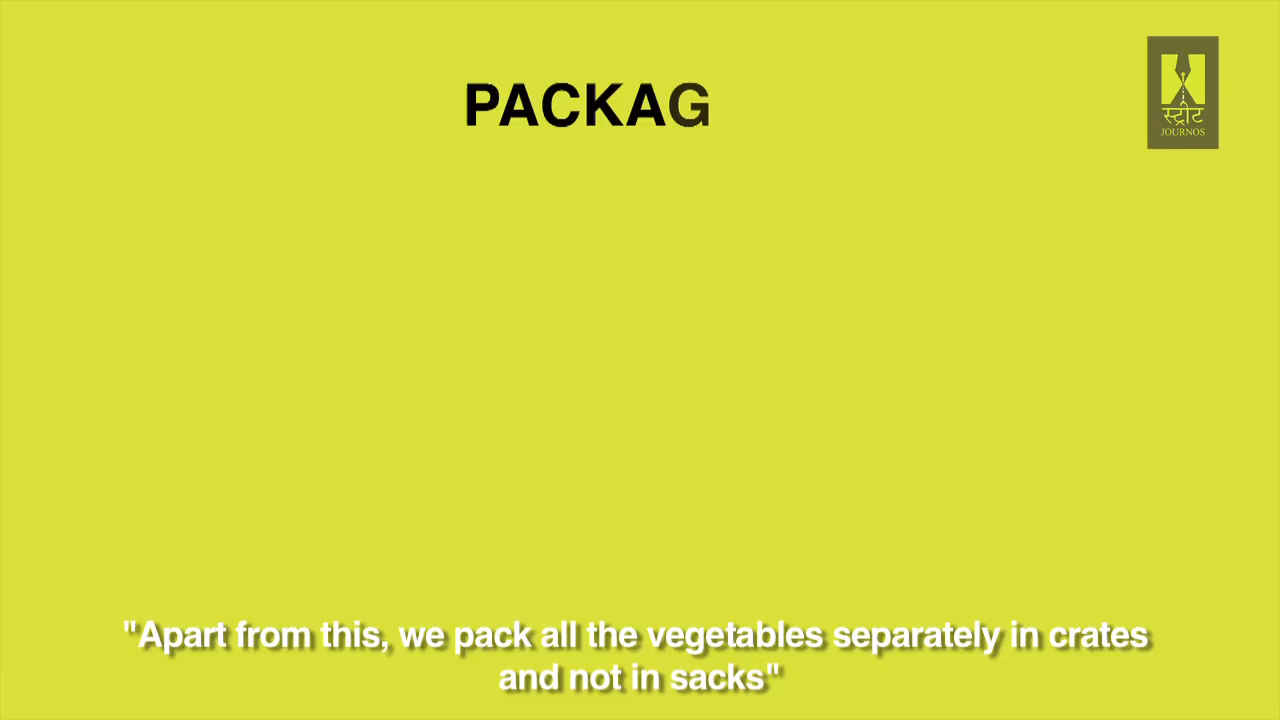 PACKAG
स्ट्रीट
JOURNOS
"Apart from this, we pack all the vegetables separately in crates
and not in sacks"